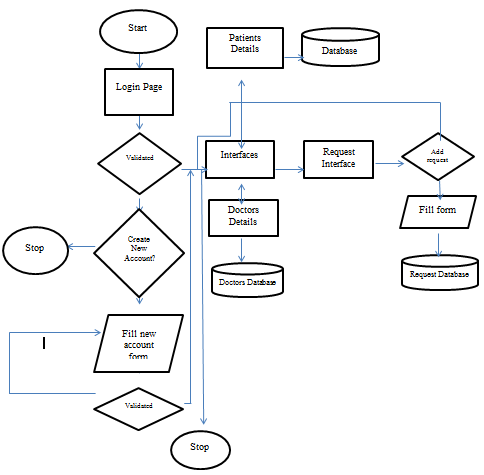 Start
Patients
Details
Database
Login Page
Validated
Interfaces
Request
Interface
Add
request
Doctors
Details
Fill form
Create
New
Account?
Stop
Doctors Database
Request Database
Fill new
account
form
Validated
Stop